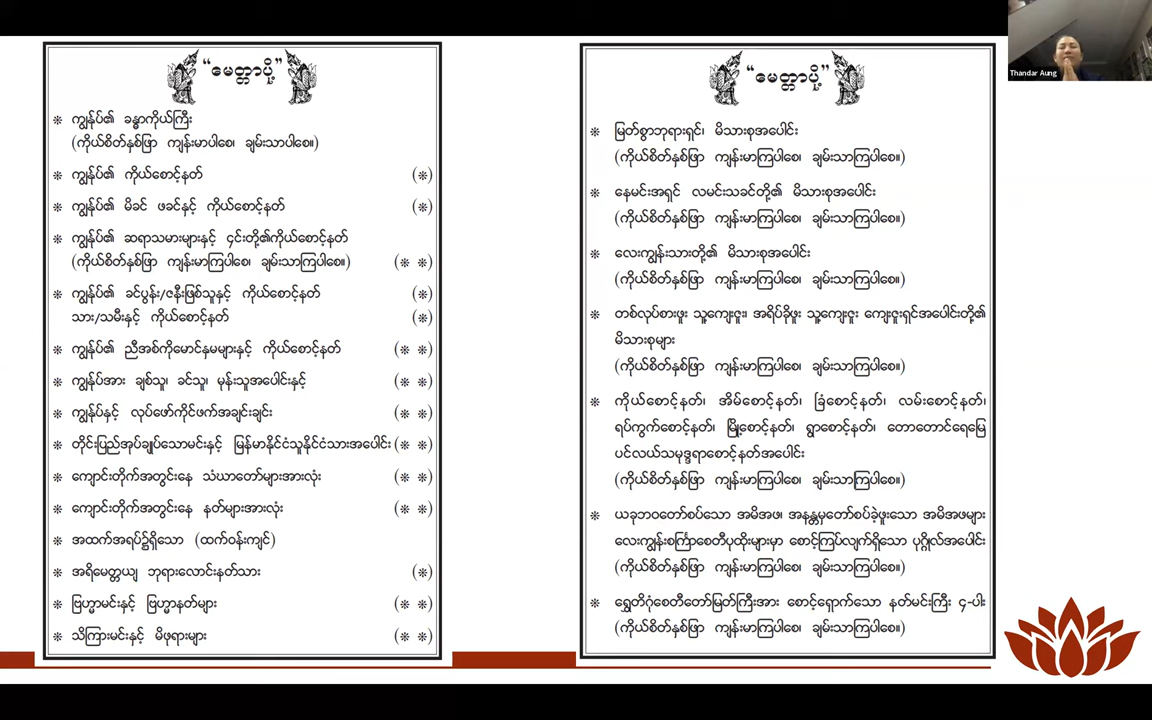 “မေတ္တာပို့”
※ ကျွန်ုပ်၏ ခန္ဓာကိုယ်ကြီး
(ကိုယ်စိတ်နှစ်ဖြာ ကျန်းမာပါစေ၊ ချမ်းသာပါစေ။)
※ ကျွန်ုပ်၏ ကိုယ်စောင့်နတ် (※)
※ ကျွန်ုပ်၏ မိခင် ဖခင်နှင့် ကိုယ်စောင့်နတ် (※)
※ ကျွန်ုပ်၏ ဆရာသမားများနှင့် ၎င်းတို့၏ကိုယ်စောင့်နတ်
(ကိုယ်စိတ်နှစ်ဖြာ ကျန်းမာကြပါစေ၊ ချမ်းသာကြပါစေ။) (※ ※)
※ ကျွန်ုပ်၏ ခင်ပွန်း/ဇနီးဖြစ်သူနှင့် ကိုယ်စောင့်နတ် (※)
သား/သမီးနှင့် ကိုယ်စောင့်နတ် (※)
※ ကျွန်ုပ်၏ ညီအစ်ကိုမောင်နှမများနှင့် ကိုယ်စောင့်နတ် (※ ※)
※ ကျွန်ုပ်အား ချစ်သူ၊ ခင်သူ၊ မုန်းသူအပေါင်းနှင့် (※ ※)
※ ကျွန်ုပ်နှင့် လုပ်ဖော်ကိုင်ဖက်အချင်းချင်း (※ ※)
※ တိုင်းပြည်အုပ်ချုပ်သောမင်းနှင့် မြန်မာနိုင်ငံသူနိုင်ငံသားအပေါင်း (※ ※)
※ ကျောင်းတိုက်အတွင်းနေ သံဃာတော်များအားလုံး (※ ※)
※ ကျောင်းတိုက်အတွင်းနေ နတ်များအားလုံး (※ ※)
※ အထက်အရပ်၌ရှိသော (ထက်ဝန်းကျင်)
※ အရိမေတ္တယျ ဘုရားလောင်းနတ်သား (※)
※ ဗြဟ္မာမင်းနှင့် ဗြဟ္မာနတ်များ (※ ※)
※ သိကြားမင်းနှင့် မိဖုရားများ (※ ※)
“မေတ္တာပို့”
※ မြတ်စွာဘုရားရှင်၊ မိသားစုအပေါင်း
(ကိုယ်စိတ်နှစ်ဖြာ ကျန်းမာကြပါစေ၊ ချမ်းသာကြပါစေ။)
※ နေမင်းအရှင် လမင်းသခင်တို့၏ မိသားစုအပေါင်း
(ကိုယ်စိတ်နှစ်ဖြာ ကျန်းမာကြပါစေ၊ ချမ်းသာကြပါစေ။)
※ လေးကျွန်းသားတို့၏ မိသားစုအပေါင်း
(ကိုယ်စိတ်နှစ်ဖြာ ကျန်းမာကြပါစေ၊ ချမ်းသာကြပါစေ။)
※ တစ်လုပ်စားဖူး သူ့ကျေးဇူး၊ အရိပ်ခိုဖူး သူ့ကျေးဇူး ကျေးဇူးရှင်အပေါင်းတို့၏
မိသားစုများ
(ကိုယ်စိတ်နှစ်ဖြာ ကျန်းမာကြပါစေ၊ ချမ်းသာကြပါစေ။)
※ ကိုယ်စောင့်နတ်၊ အိမ်စောင့်နတ်၊ ခြံစောင့်နတ်၊ လမ်းစောင့်နတ်၊
ရပ်ကွက်စောင့်နတ်၊ မြို့စောင့်နတ်၊ ရွာစောင့်နတ်၊ တောတောင်ရေမြေ
ပင်လယ်သမုဒ္ဒရာစောင့်နတ်အပေါင်း
(ကိုယ်စိတ်နှစ်ဖြာ ကျန်းမာကြပါစေ၊ ချမ်းသာကြပါစေ။)
※ ယခုဘဝတော်စပ်သော အမိအဖ၊ အနန္တမှတော်စပ်ခဲ့ဖူးသော အမိအဖများ
လေးကျွန်းစင်္ကြာစေတီပုထိုးများမှာ စောင့်ကြပ်လျက်ရှိသော ပုဂ္ဂိုလ်အပေါင်း
(ကိုယ်စိတ်နှစ်ဖြာ ကျန်းမာကြပါစေ၊ ချမ်းသာကြပါစေ။)
※ ရွှေတိဂုံစေတီတော်မြတ်ကြီးအား စောင့်ရှောက်သော နတ်မင်းကြီး ၄-ပါး
(ကိုယ်စိတ်နှစ်ဖြာ ကျန်းမာကြပါစေ၊ ချမ်းသာကြပါစေ။)
Thandar Aung